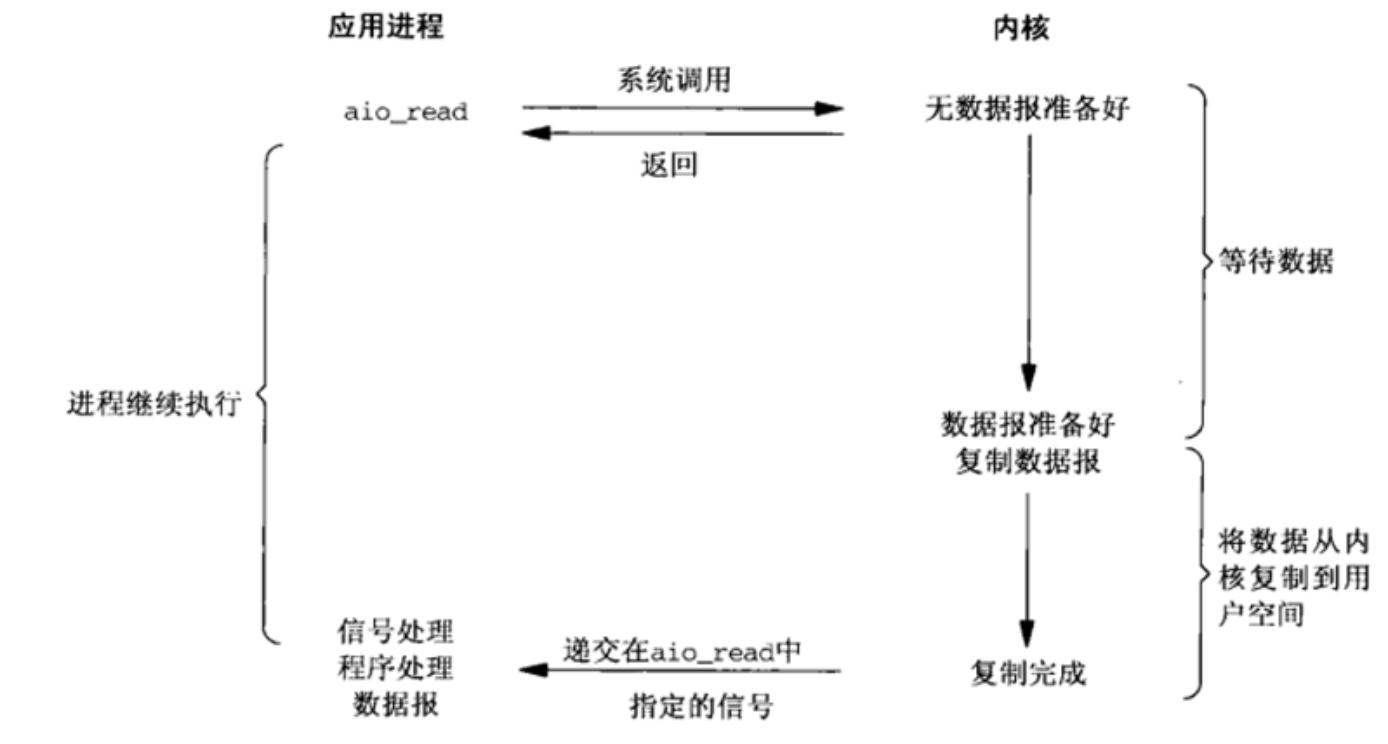 应用进程
内核
系统调用
aio_read
无数据报准备好
返回
等待数据
进程继续执行
数据报准备好
复制数据报
将数据从内
核复制到用
户空间
信号处理
程序处理
数据报
递交在aio_read中
指定的信号
复制完成